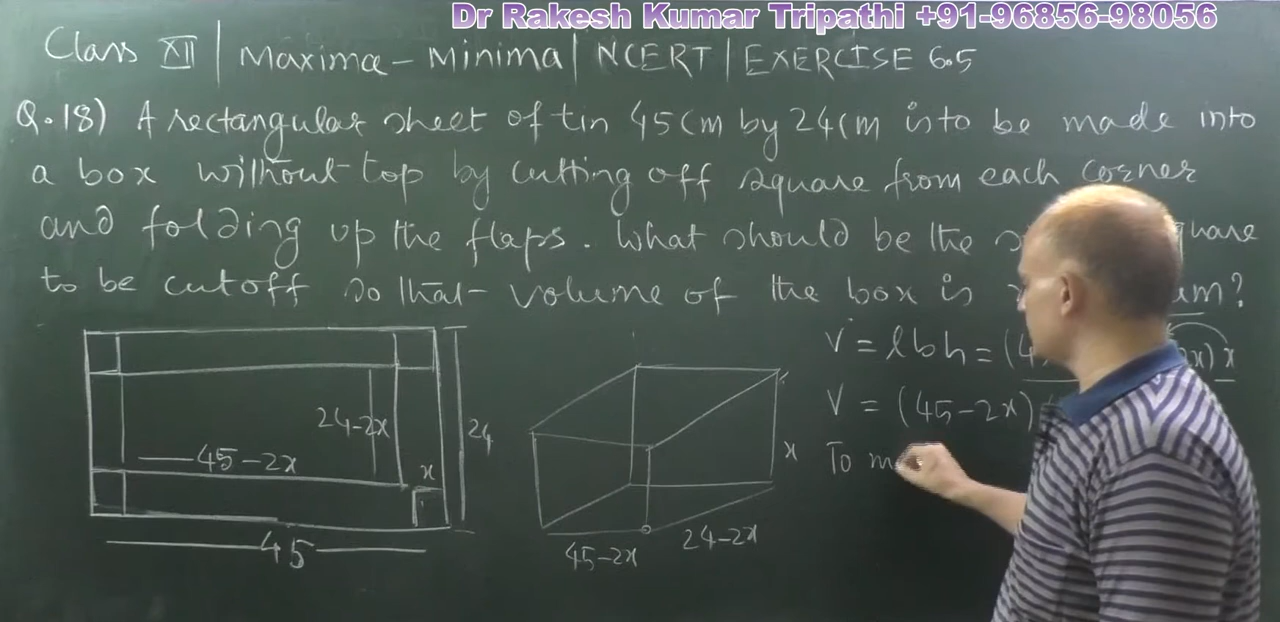 Dr Rakesh Kumar Tripathi +91-96856-98056
Class XII | Maxima - Minima | NCERT | EXERCISE 6.5
Q.18) A rectangular sheet of tin 45cm by 24cm is to be made into
a box without top by cutting off square from each corner
and folding up the flaps. What should be the
to be cutoff so that volume of the box is
V = lbh = (4 x) x
V = (45-2x)
To m
24-2x
45-2x
x
24
45
x
45-2x
24-2x